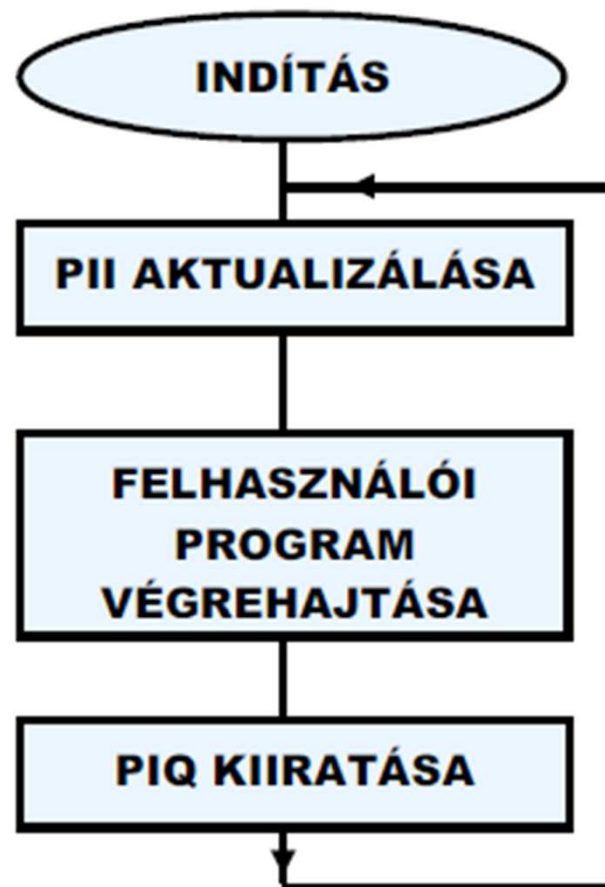 INDÍTÁS
PII AKTUALIZÁLÁSA
FELHASZNÁLÓI
PROGRAM
VÉGREHAJTÁSA
PIQ KIIRATÁSA